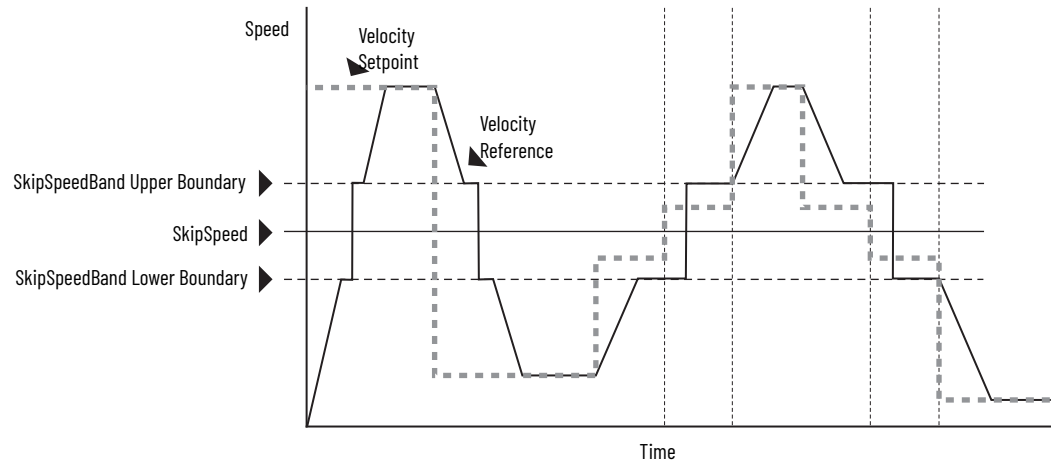 Speed
Velocity
Setpoint
Velocity
Reference
SkipSpeedBand Upper Boundary
SkipSpeed
SkipSpeedBand Lower Boundary
Time